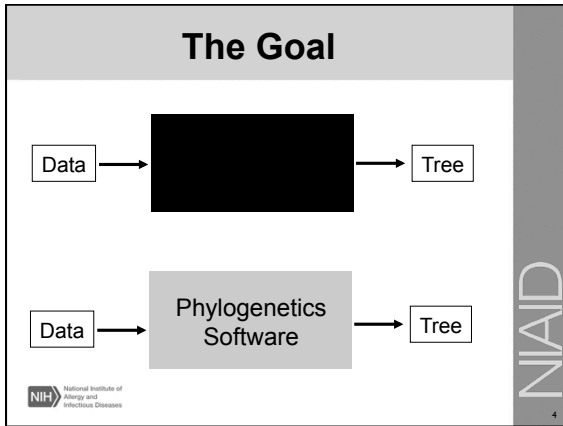 The Goal
Data
Tree
Data
Phylogenetics
Software
Tree
NIH
National Institute of
Allergy and
Infectious Diseases
NIAID
4